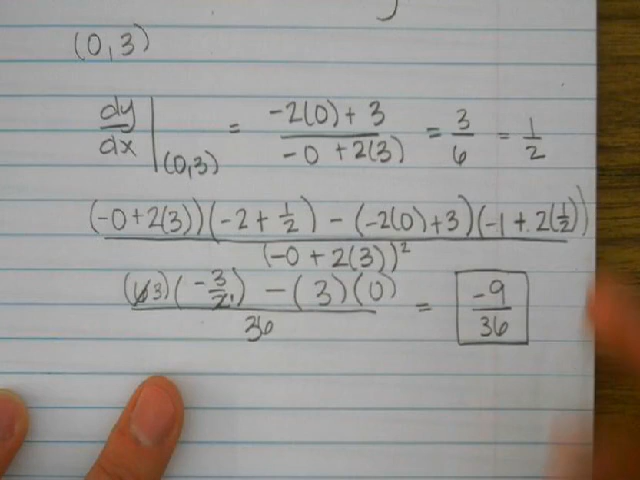 (0,3)
dy/dx |(0,3) = (-2(0)+3)/(-0+2(3)) = 3/6 = 1/2
((-0+2(3))(-2+1/2) - (-2(0)+3)(-1+2(1/2)))/(-0+2(3))²
((6 3)(-3/2) - (3)(0))/36 = -9/36